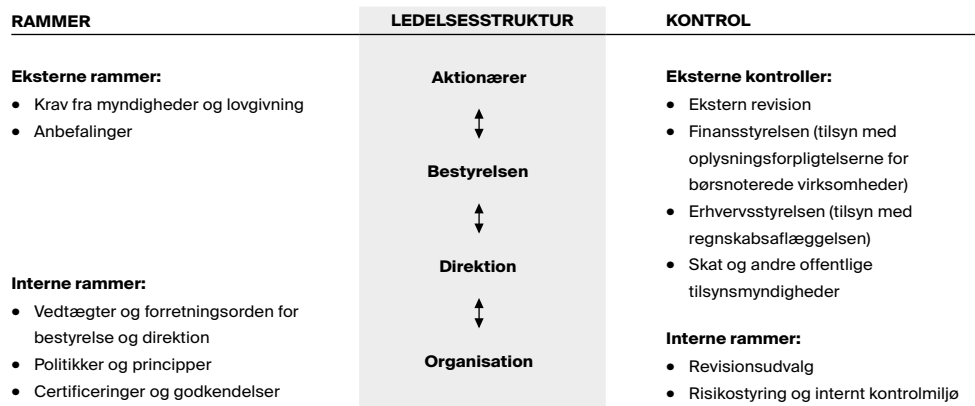 RAMMER
Eksterne rammer:
• Krav fra myndigheder og lovgivning
• Anbefalinger
Interne rammer:
• Vedtægter og forretningsorden for
bestyrelse og direktion
• Politikker og principper
• Certificeringer og godkendelser
LEDELSESSTRUKTUR
Aktionærer
Bestyrelsen
Direktion
Organisation
KONTROL
Eksterne kontroller:
• Ekstern revision
• Finansstyrelsen (tilsyn med
oplysningsforpligtelserne for
børsnoterede virksomheder)
• Erhvervsstyrelsen (tilsyn med
regnskabsaflæggelsen)
• Skat og andre offentlige
tilsynsmyndigheder
Interne rammer:
• Revisionsudvalg
• Risikostyring og internt kontrolmiljø